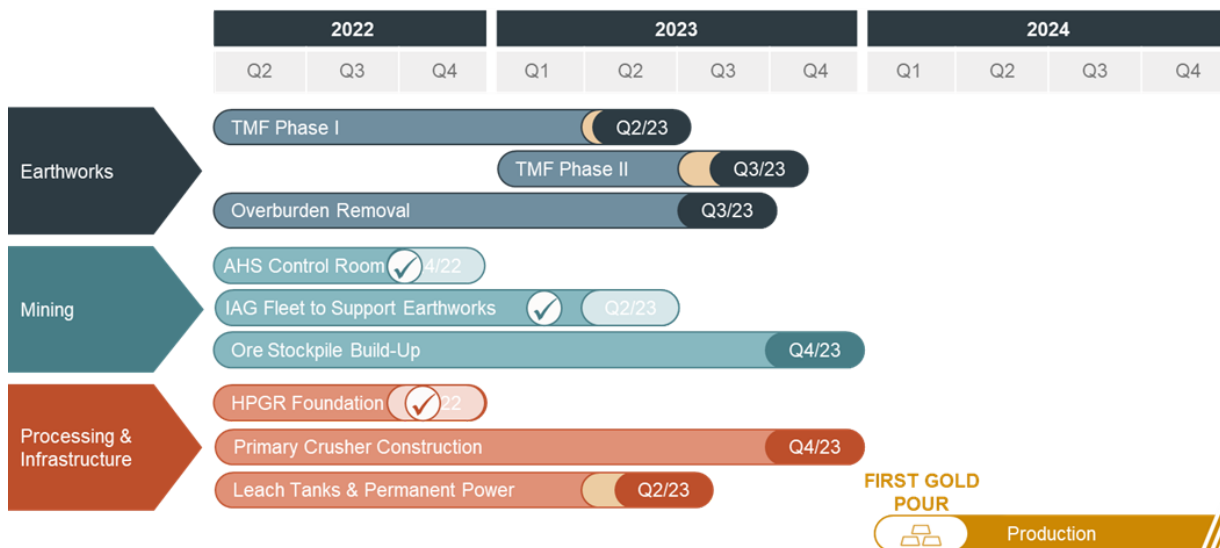 2022 2023 2024
Q2 Q3 Q4 Q1 Q2 Q3 Q4 Q1 Q2 Q3 Q4
Earthworks
TMF Phase I Q2/23
TMF Phase II Q3/23
Overburden Removal Q3/23
Mining
AHS Control Room 4/22
IAG Fleet to Support Earthworks Q2/23
Ore Stockpile Build-Up Q4/23
Processing &
Infrastructure
HPGR Foundation 22
Primary Crusher Construction Q4/23
Leach Tanks & Permanent Power Q2/23
FIRST GOLD
POUR
Production